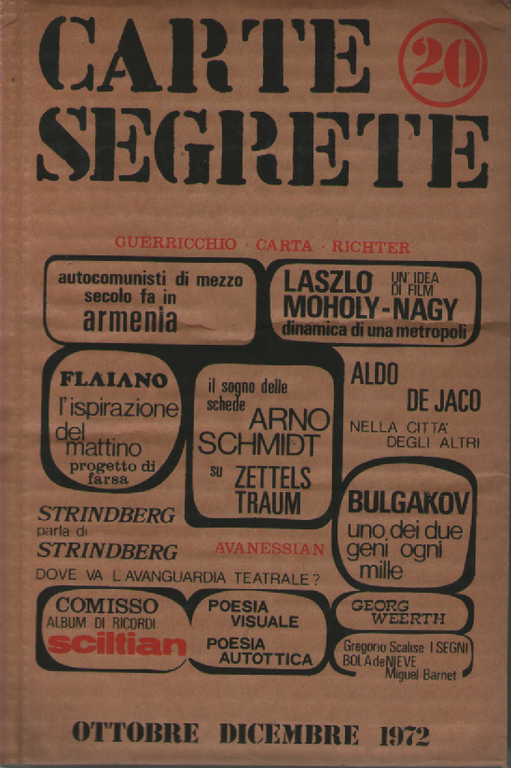 CARTE
20
SEGRETE
GUERRICCHIO · CARTA · RICHTER
autocomunisti di mezzo
secolo fa in
armenia
LASZLO UN'IDEA
DI FILM
MOHOLY-NAGY
dinamica di una metropoli
FLAIANO
l'ispirazione
del
mattino
progetto di
farsa
il sogno delle
schede
ARNO
SCHMIDT
su ZETTELS
TRAUM
ALDO
DE JACO
NELLA CITTA'
DEGLI ALTRI
BULGAKOV
uno dei due
geni ogni
mille
STRINDBERG
parla di
STRINDBERG
AVANESSIAN
DOVE VA L'AVANGUARDIA TEATRALE?
COMISSO
ALBUM DI RICORDI
sciltian
POESIA
VISUALE
POESIA
AUTOTTICA
GEORG
WEERTH
Gregorio Scalise I SEGNI
BOLA de NIEVE
Miguel Barnet
OTTOBRE DICEMBRE 1972